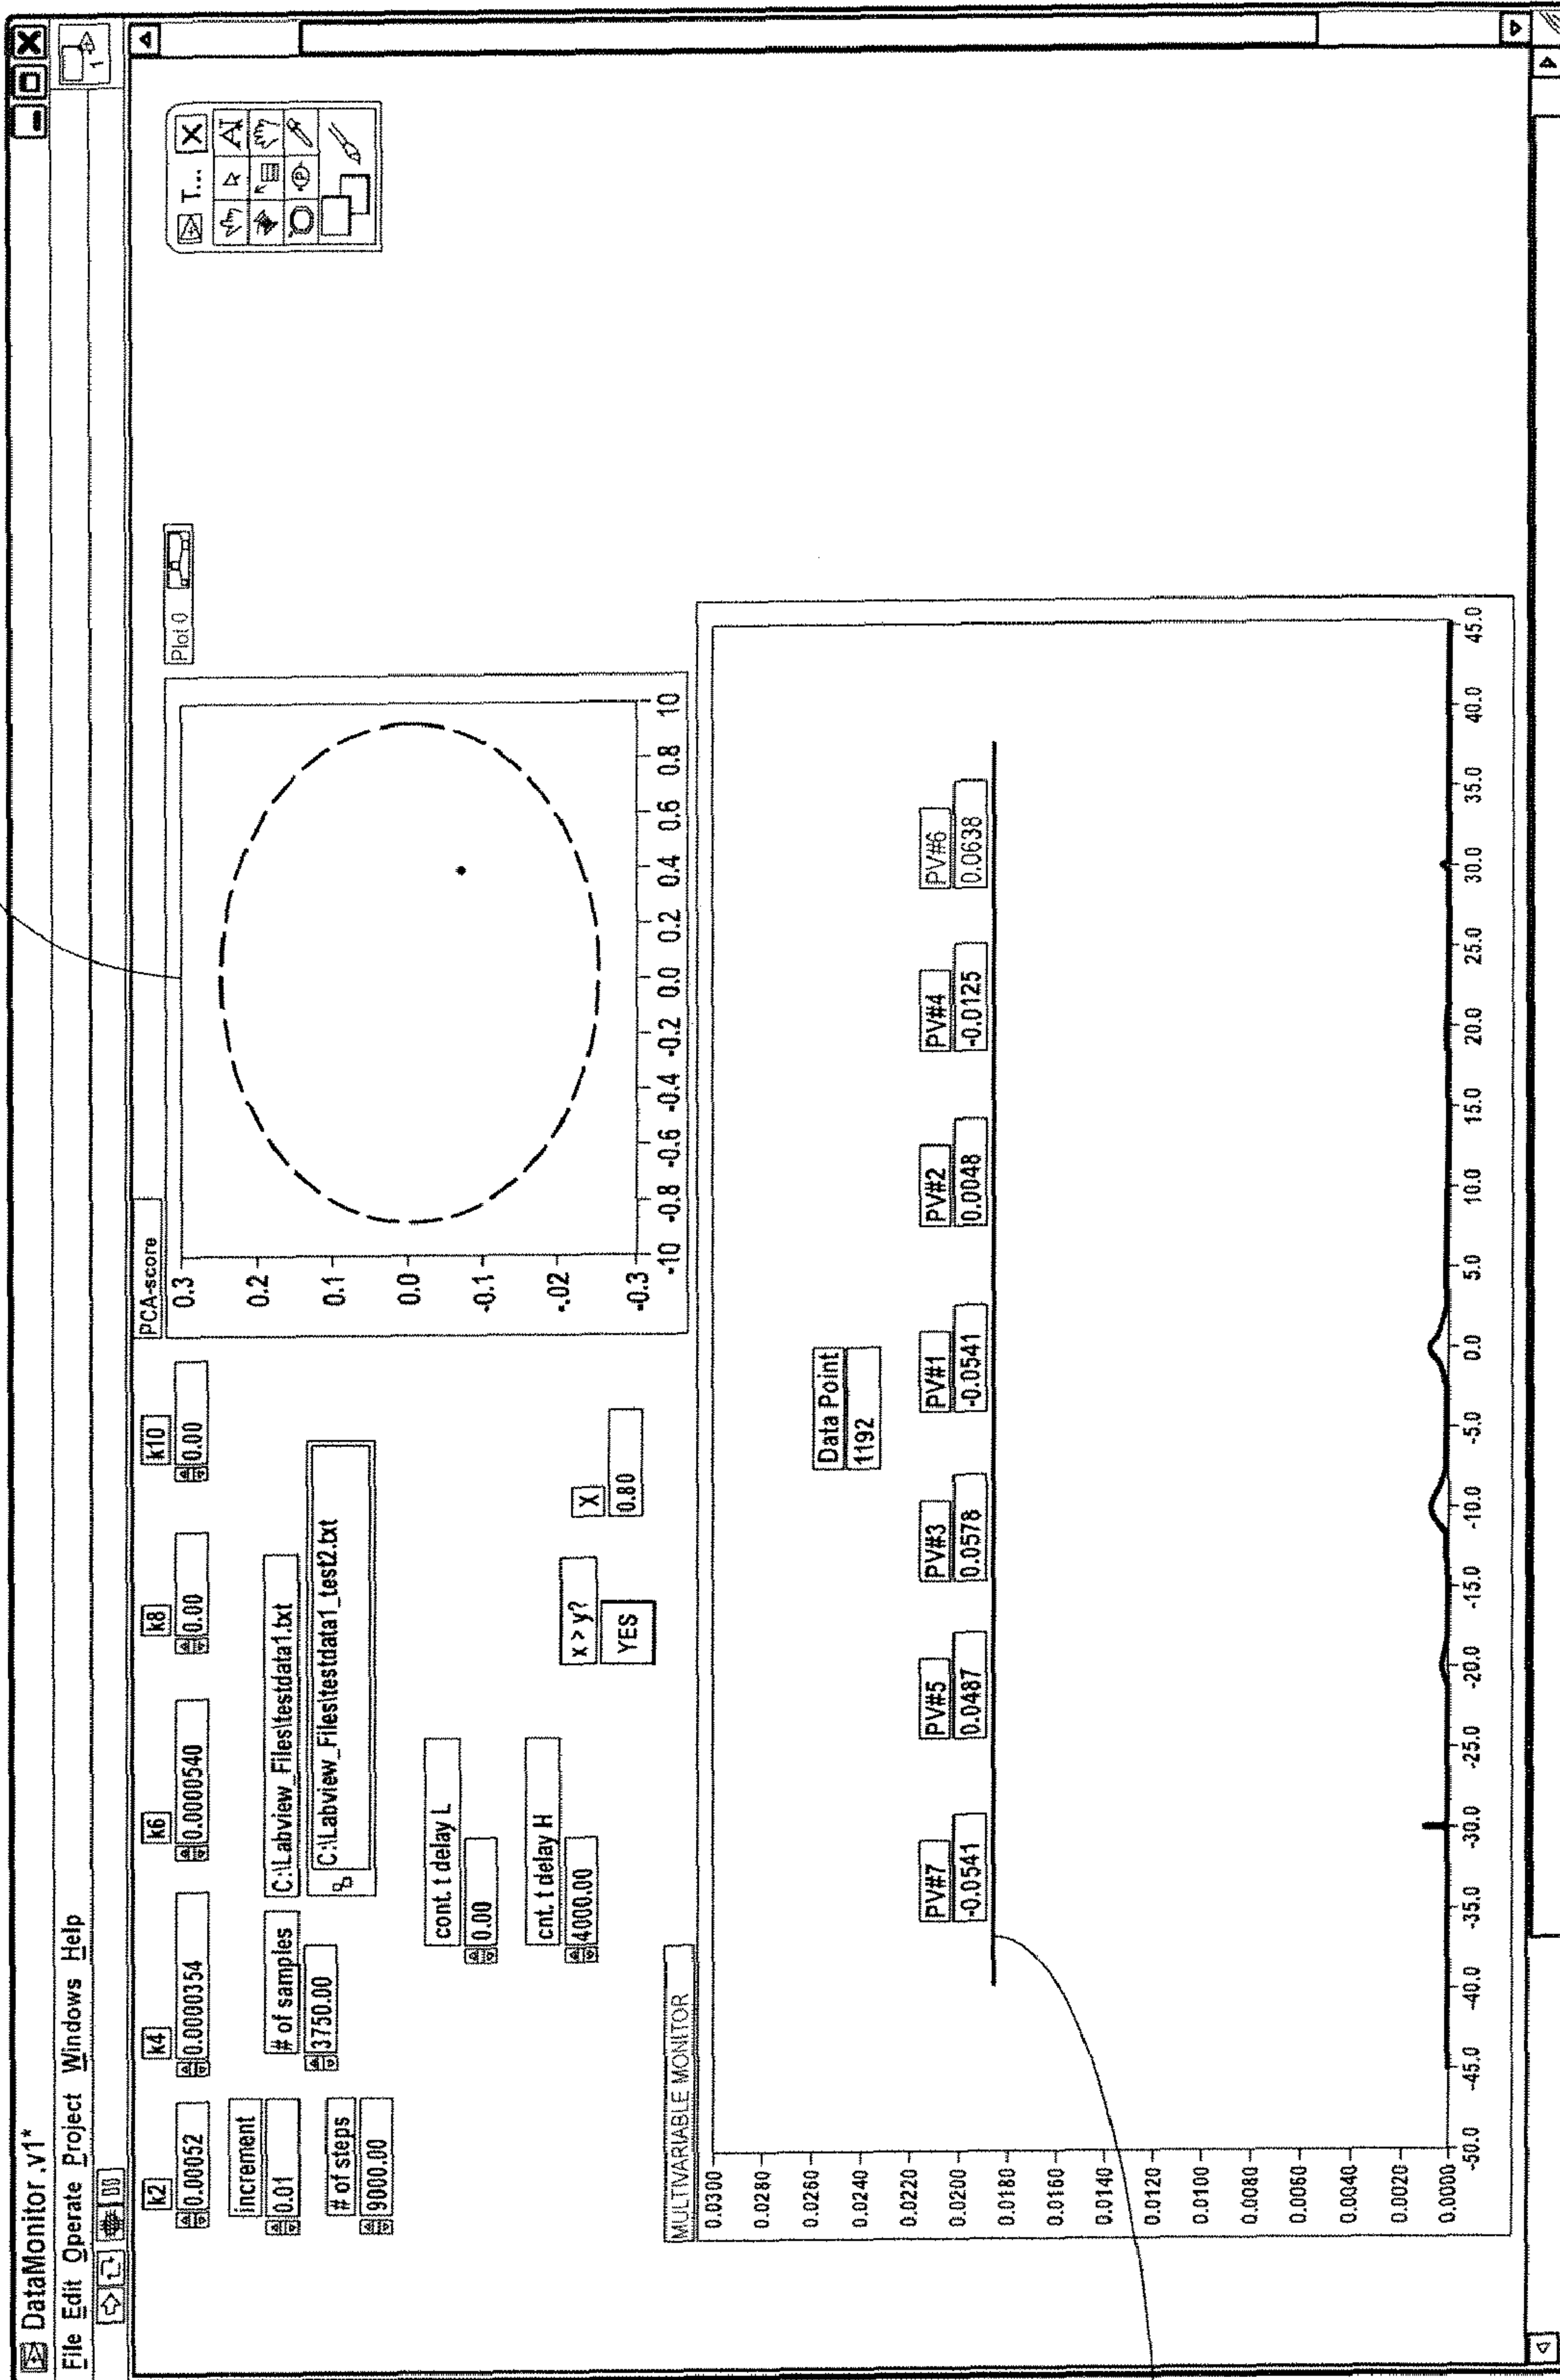 DataMonitor .v1*
File Edit Operate Project Windows Help
1
k2
0.00052
k4
0.0000354
k6
0.0000540
k8
0.00
k10
0.00
increment
0.01
# of samples
3750.00
C:\Labview_Files\testdata1.txt
C:\Labview_Files\testdata1_test2.txt
# of steps
9000.00
cont. t delay L
0.00
cnt. t delay H
4000.00
x > y?
YES
X
0.80
PCA-score
0.3
0.2
0.1
0.0
-0.1
-.02
-0.3
-10 -0.8 -0.6 -0.4 -0.2 0.0 0.2 0.4 0.6 0.8 10
Plot 0
T... X
A
P
MULTIVARIABLE MONITOR
0.0300
0.0280
0.0260
0.0240
0.0220
0.0200
0.0180
0.0160
0.0140
0.0120
0.0100
0.0080
0.0060
0.0040
0.0020
0.0000
Data Point
1192
PV#7 PV#5 PV#3 PV#1 PV#2 PV#4 PV#6
-0.0541 0.0487 0.0578 -0.0541 0.0048 -0.0125 0.0638
-50.0 -45.0 -40.0 -35.0 -30.0 -25.0 -20.0 -15.0 -10.0 -5.0 0.0 5.0 10.0 15.0 20.0 25.0 30.0 35.0 40.0 45.0